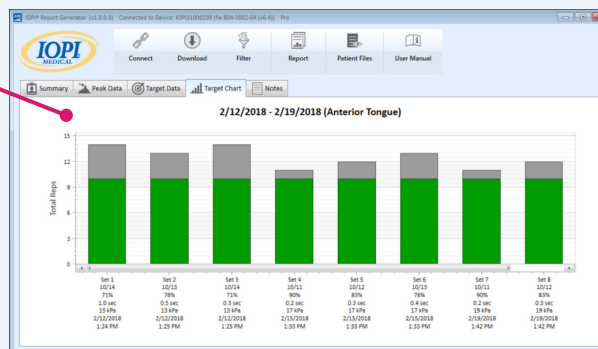 IOPI® Report Generator (v1.0.0.0) Connected to Device: IOPI31000239 (fw 804-3002-04 (v6.4)) Pro
IOPI
MEDICAL
Connect Download Filter Report Patient Files User Manual
Summary Peak Data Target Data Target Chart Notes
2/12/2018 - 2/19/2018 (Anterior Tongue)
Total Reps
15
12
9
6
3
0
Set 1 Set 2 Set 3 Set 4 Set 5 Set 6 Set 7 Set 8
10/14 10/13 10/14 10/11 10/12 10/13 10/11 10/12
71% 76% 71% 90% 83% 76% 90% 83%
1.0 sec 0.5 sec 0.3 sec 0.2 sec 0.3 sec 0.4 sec 0.2 sec 0.3 sec
13 kPa 13 kPa 13 kPa 17 kPa 17 kPa 17 kPa 19 kPa 19 kPa
2/12/2018 2/12/2018 2/12/2018 2/15/2018 2/15/2018 2/15/2018 2/19/2018 2/19/2018
1:24 PM 1:25 PM 1:25 PM 1:33 PM 1:33 PM 1:33 PM 1:42 PM 1:42 PM